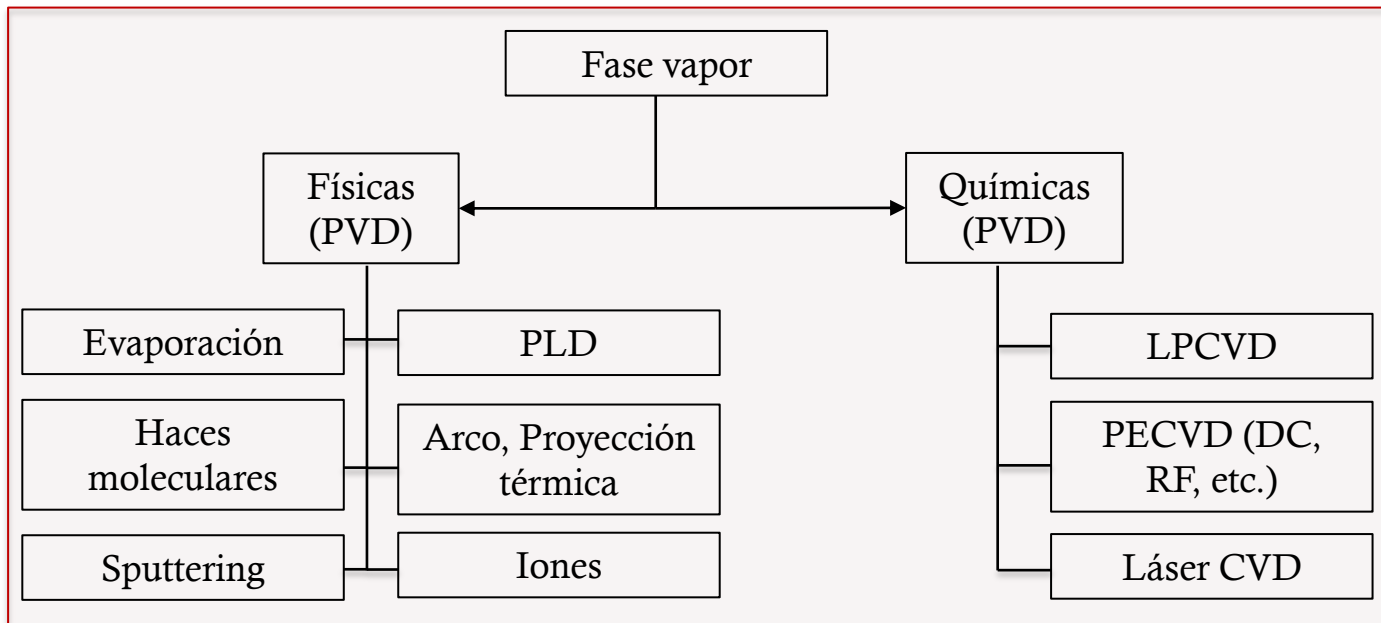 Fase vapor
Físicas
(PVD)
Químicas
(PVD)
Evaporación
PLD
LPCVD
Haces
moleculares
Arco, Proyección
térmica
PECVD (DC,
RF, etc.)
Sputtering
Iones
Láser CVD